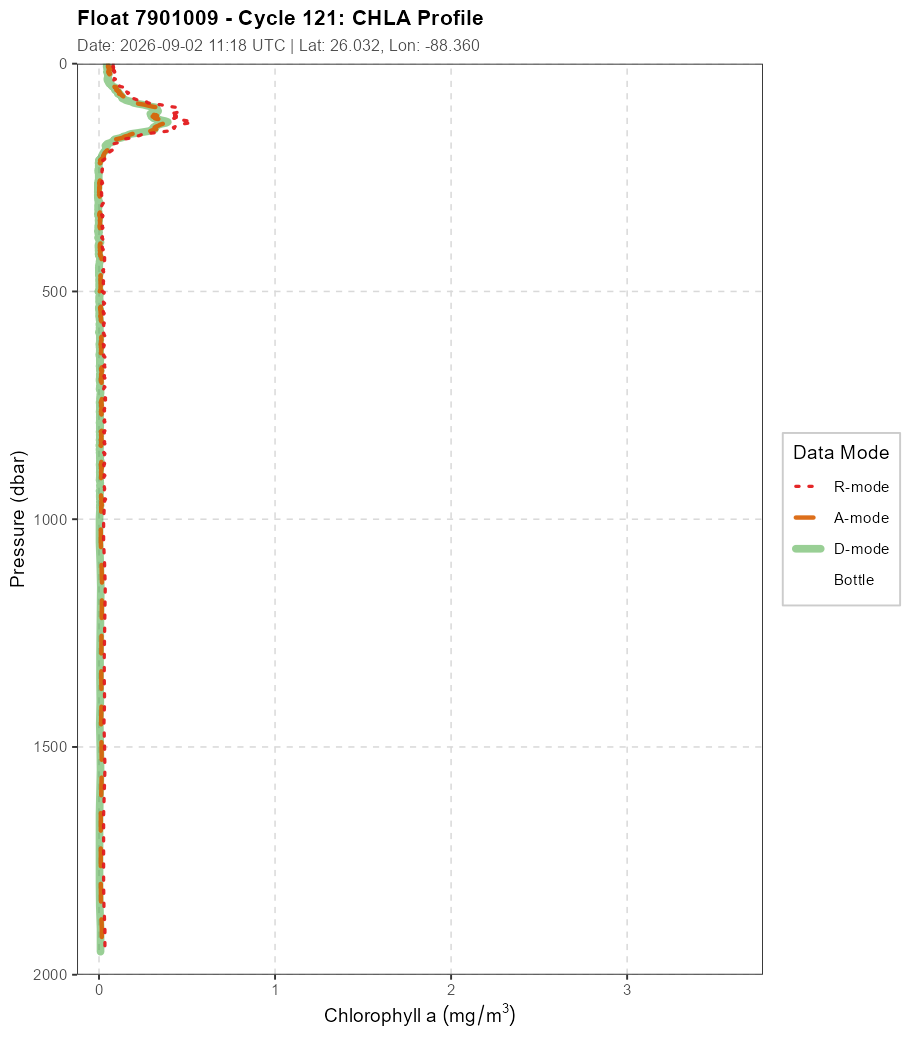 Float 7901009 - Cycle 121: CHLA Profile
Date: 2026-09-02 11:18 UTC | Lat: 26.032, Lon: -88.360
0
500
1000
1500
2000
Pressure (dbar)
0 1 2 3
Chlorophyll a (mg/m³)
Data Mode
R-mode
A-mode
D-mode
Bottle